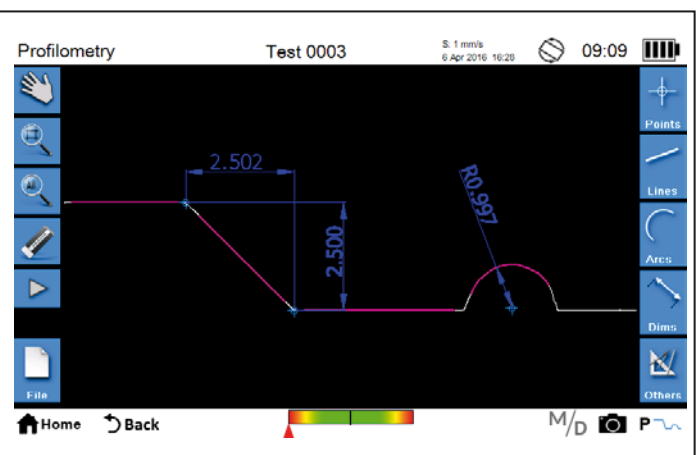 Profilometry
Test 0003
S: 1 mm/s
6 Apr 2016 16:28
09:09
Points
2.502
Lines
R0.997
2.500
Arcs
Dims
File
Others
Home
Back
M/D
P